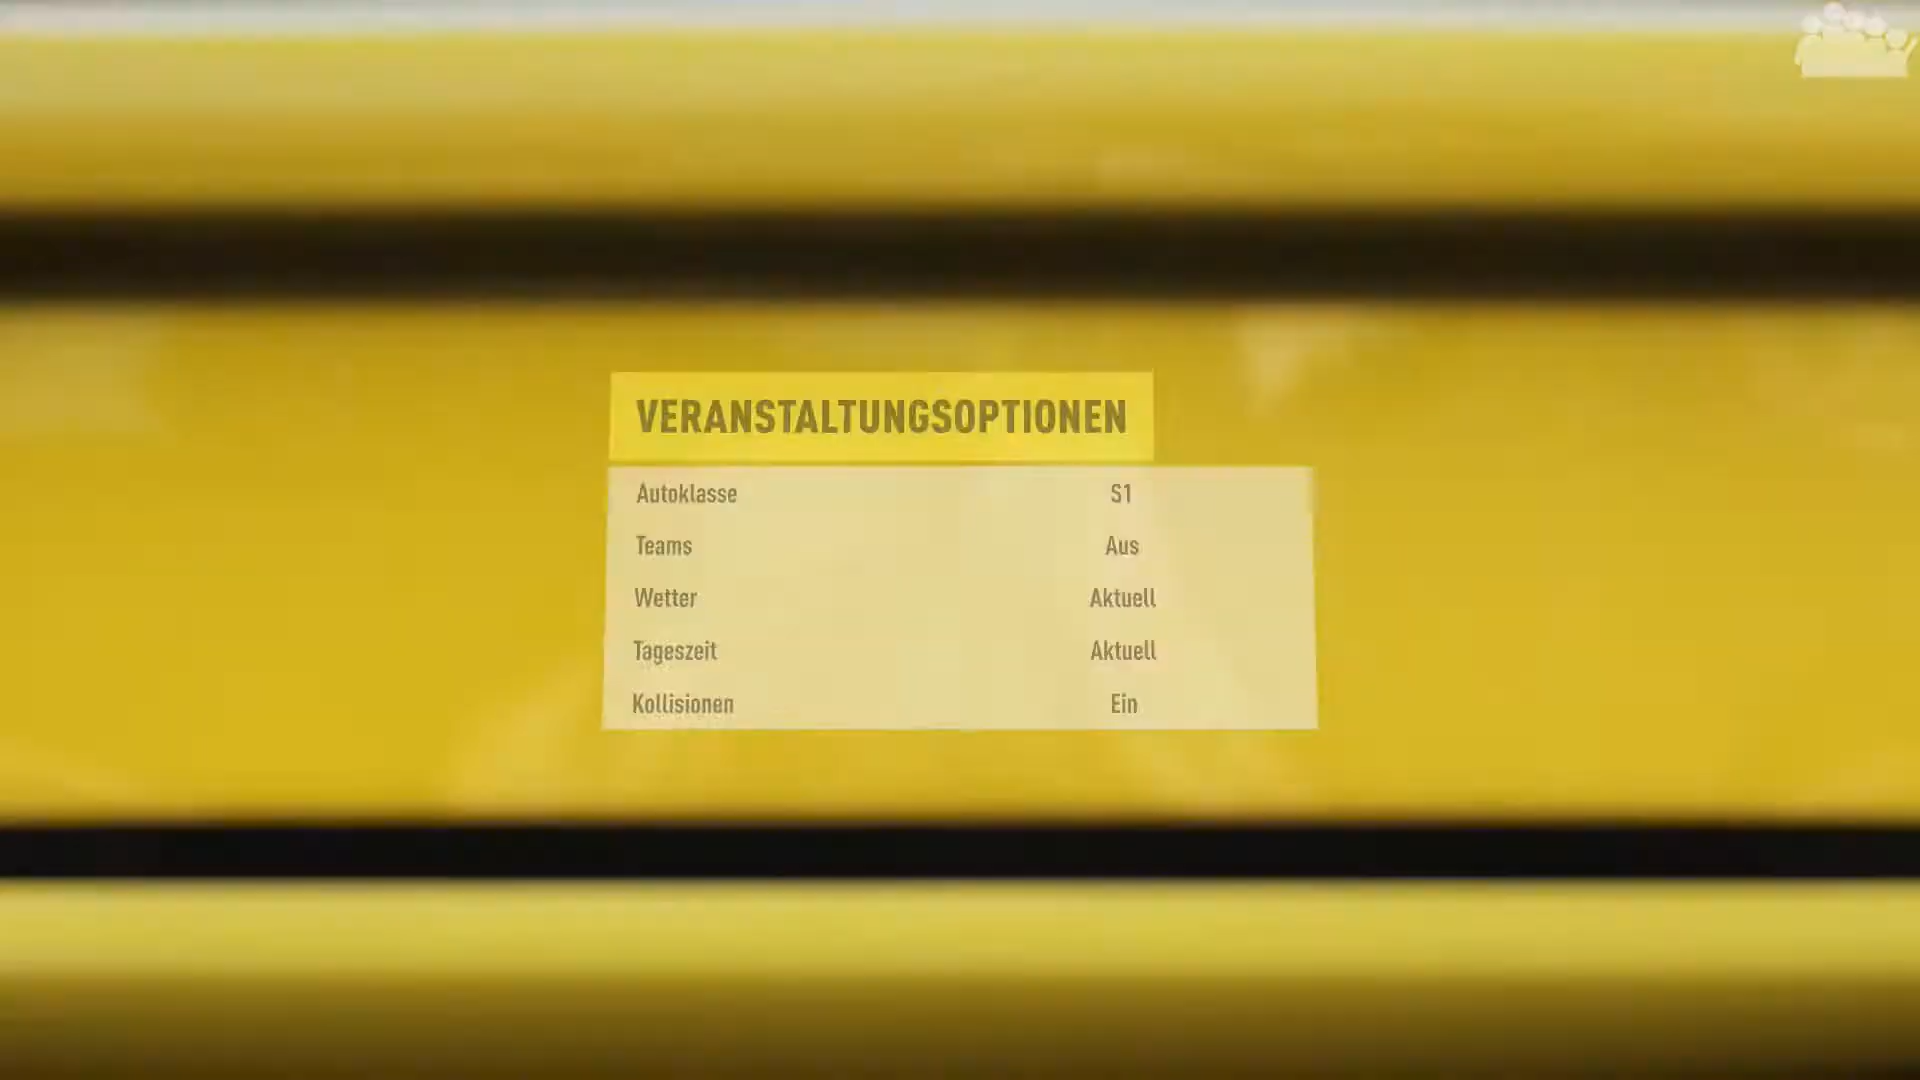 VERANSTALTUNGSOPTIONEN
Autoklasse S1
Teams Aus
Wetter Aktuell
Tageszeit Aktuell
Kollisionen Ein